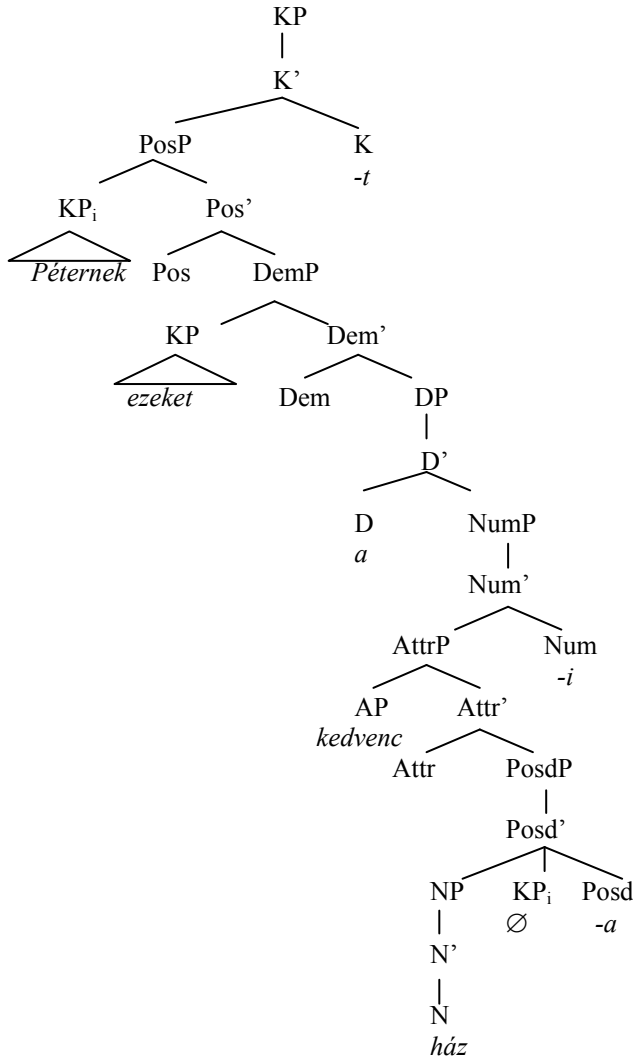 KP
K’
PosP K
-t
KPi Pos’
Péternek Pos DemP
KP Dem’
ezeket Dem DP
D’
D NumP
a
Num’
AttrP Num
-i
AP Attr’
kedvenc
Attr PosdP
Posd’
NP KPi Posd
∅ -a
N’
N
ház